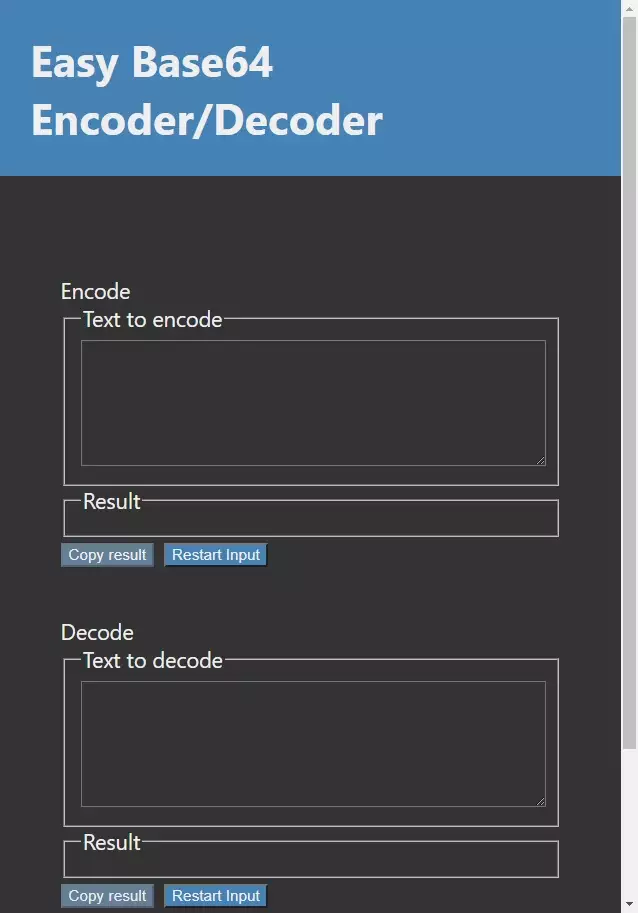 Easy Base64
Encoder/Decoder
Encode
Text to encode
Result
Copy result Restart Input
Decode
Text to decode
Result
Copy result Restart Input